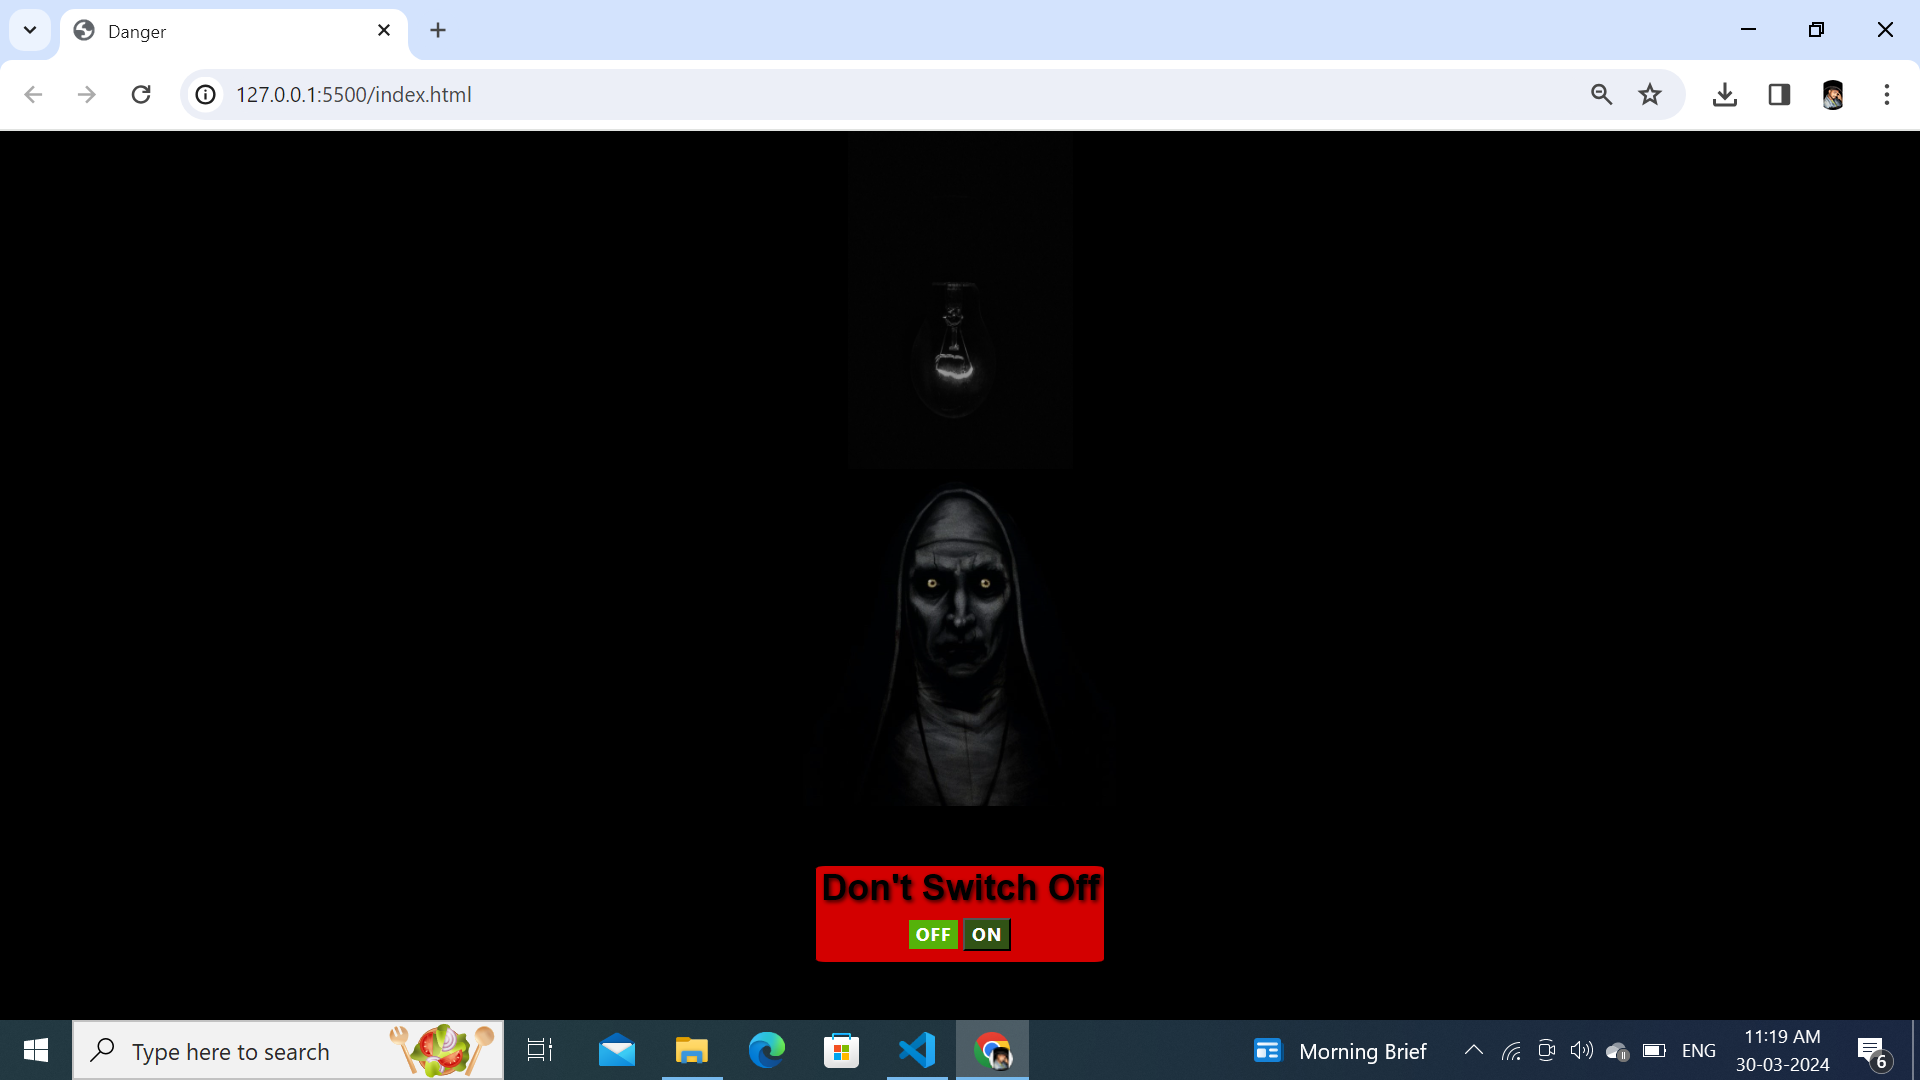 Danger
127.0.0.1:5500/index.html
Don't Switch Off
OFF ON
Type here to search
Morning Brief
ENG
11:19 AM
30-03-2024
6